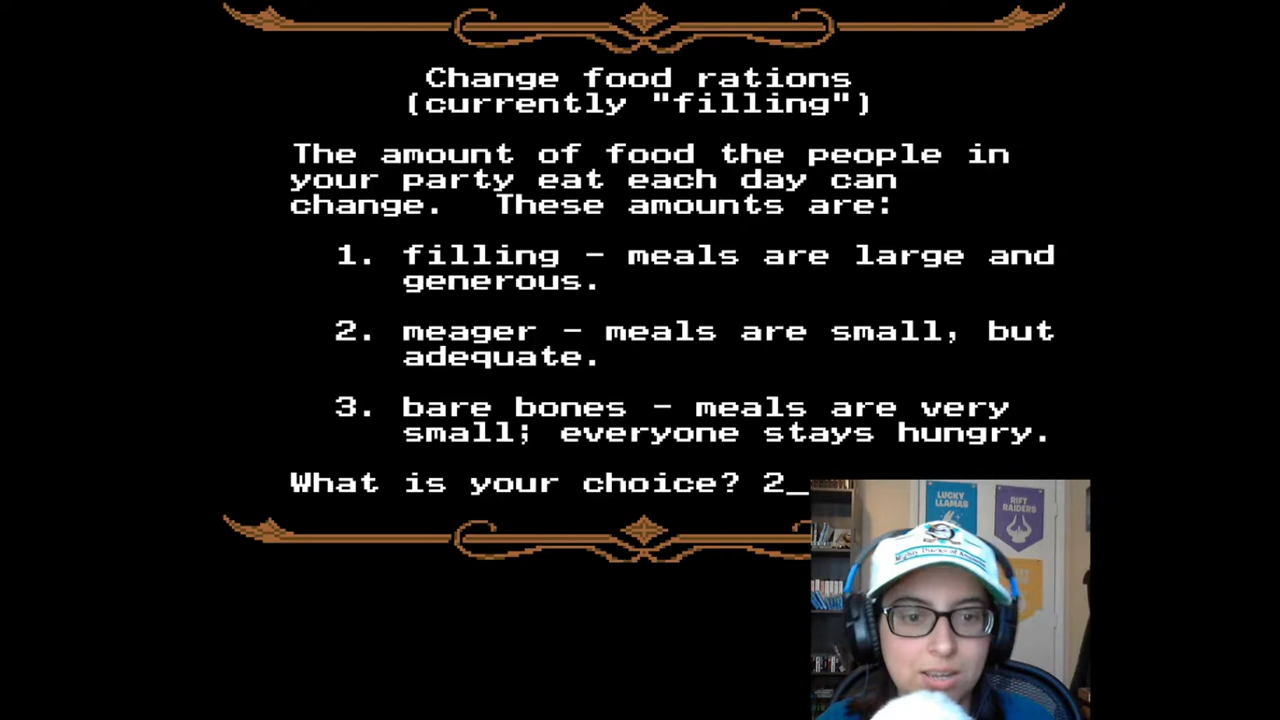 Change food rations
(currently "filling")
The amount of food the people in
your party eat each day can
change. These amounts are:
1. filling - meals are large and
generous.
2. meager - meals are small, but
adequate.
3. bare bones - meals are very
small; everyone stays hungry.
What is your choice? 2_
LUCKY
LLAMAS
RIFT
RAIDERS